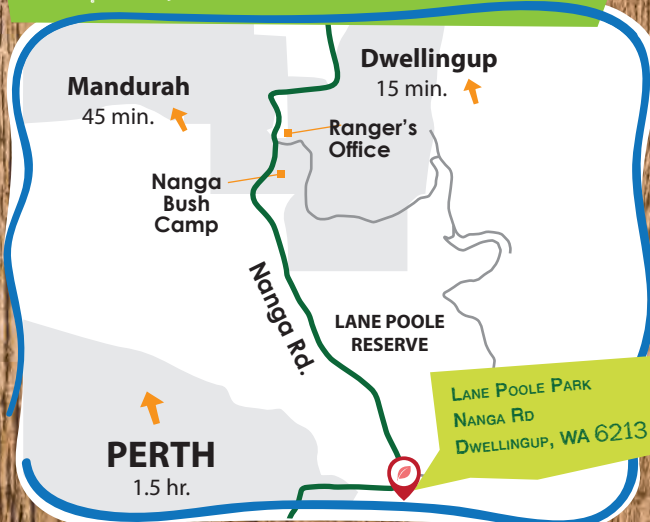 Dwellingup
15 min.
Mandurah
45 min.
Ranger's
Office
Nanga
Bush
Camp
Nanga Rd.
LANE POOLE
RESERVE
LANE POOLE PARK
NANGA RD
DWELLINGUP, WA 6213
PERTH
1.5 hr.